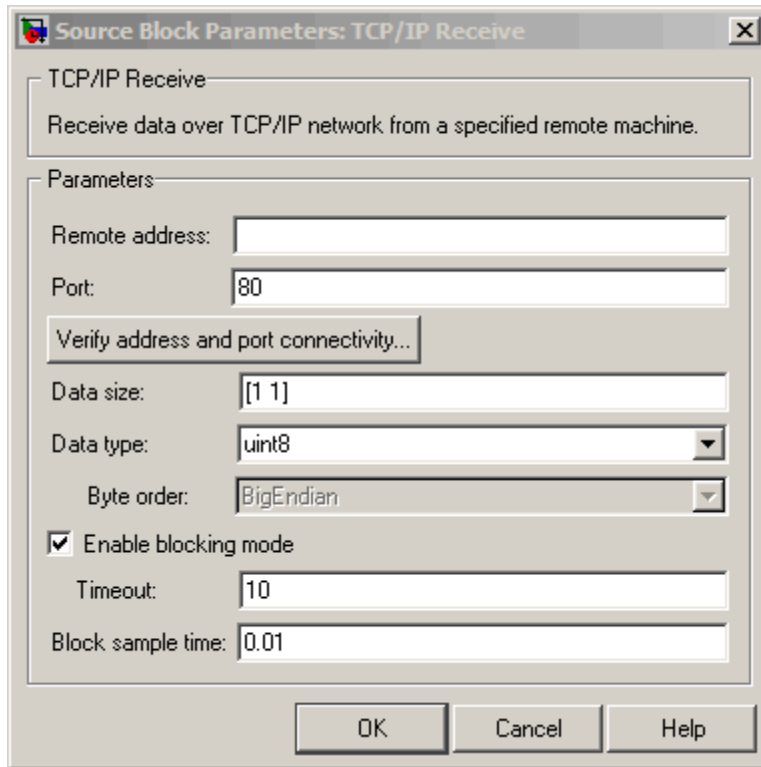 Source Block Parameters: TCP/IP Receive
TCP/IP Receive
Receive data over TCP/IP network from a specified remote machine.
Parameters
Remote address:
Port: 80
Verify address and port connectivity...
Data size: [1 1]
Data type: uint8
Byte order: BigEndian
Enable blocking mode
Timeout: 10
Block sample time: 0.01
OK Cancel Help